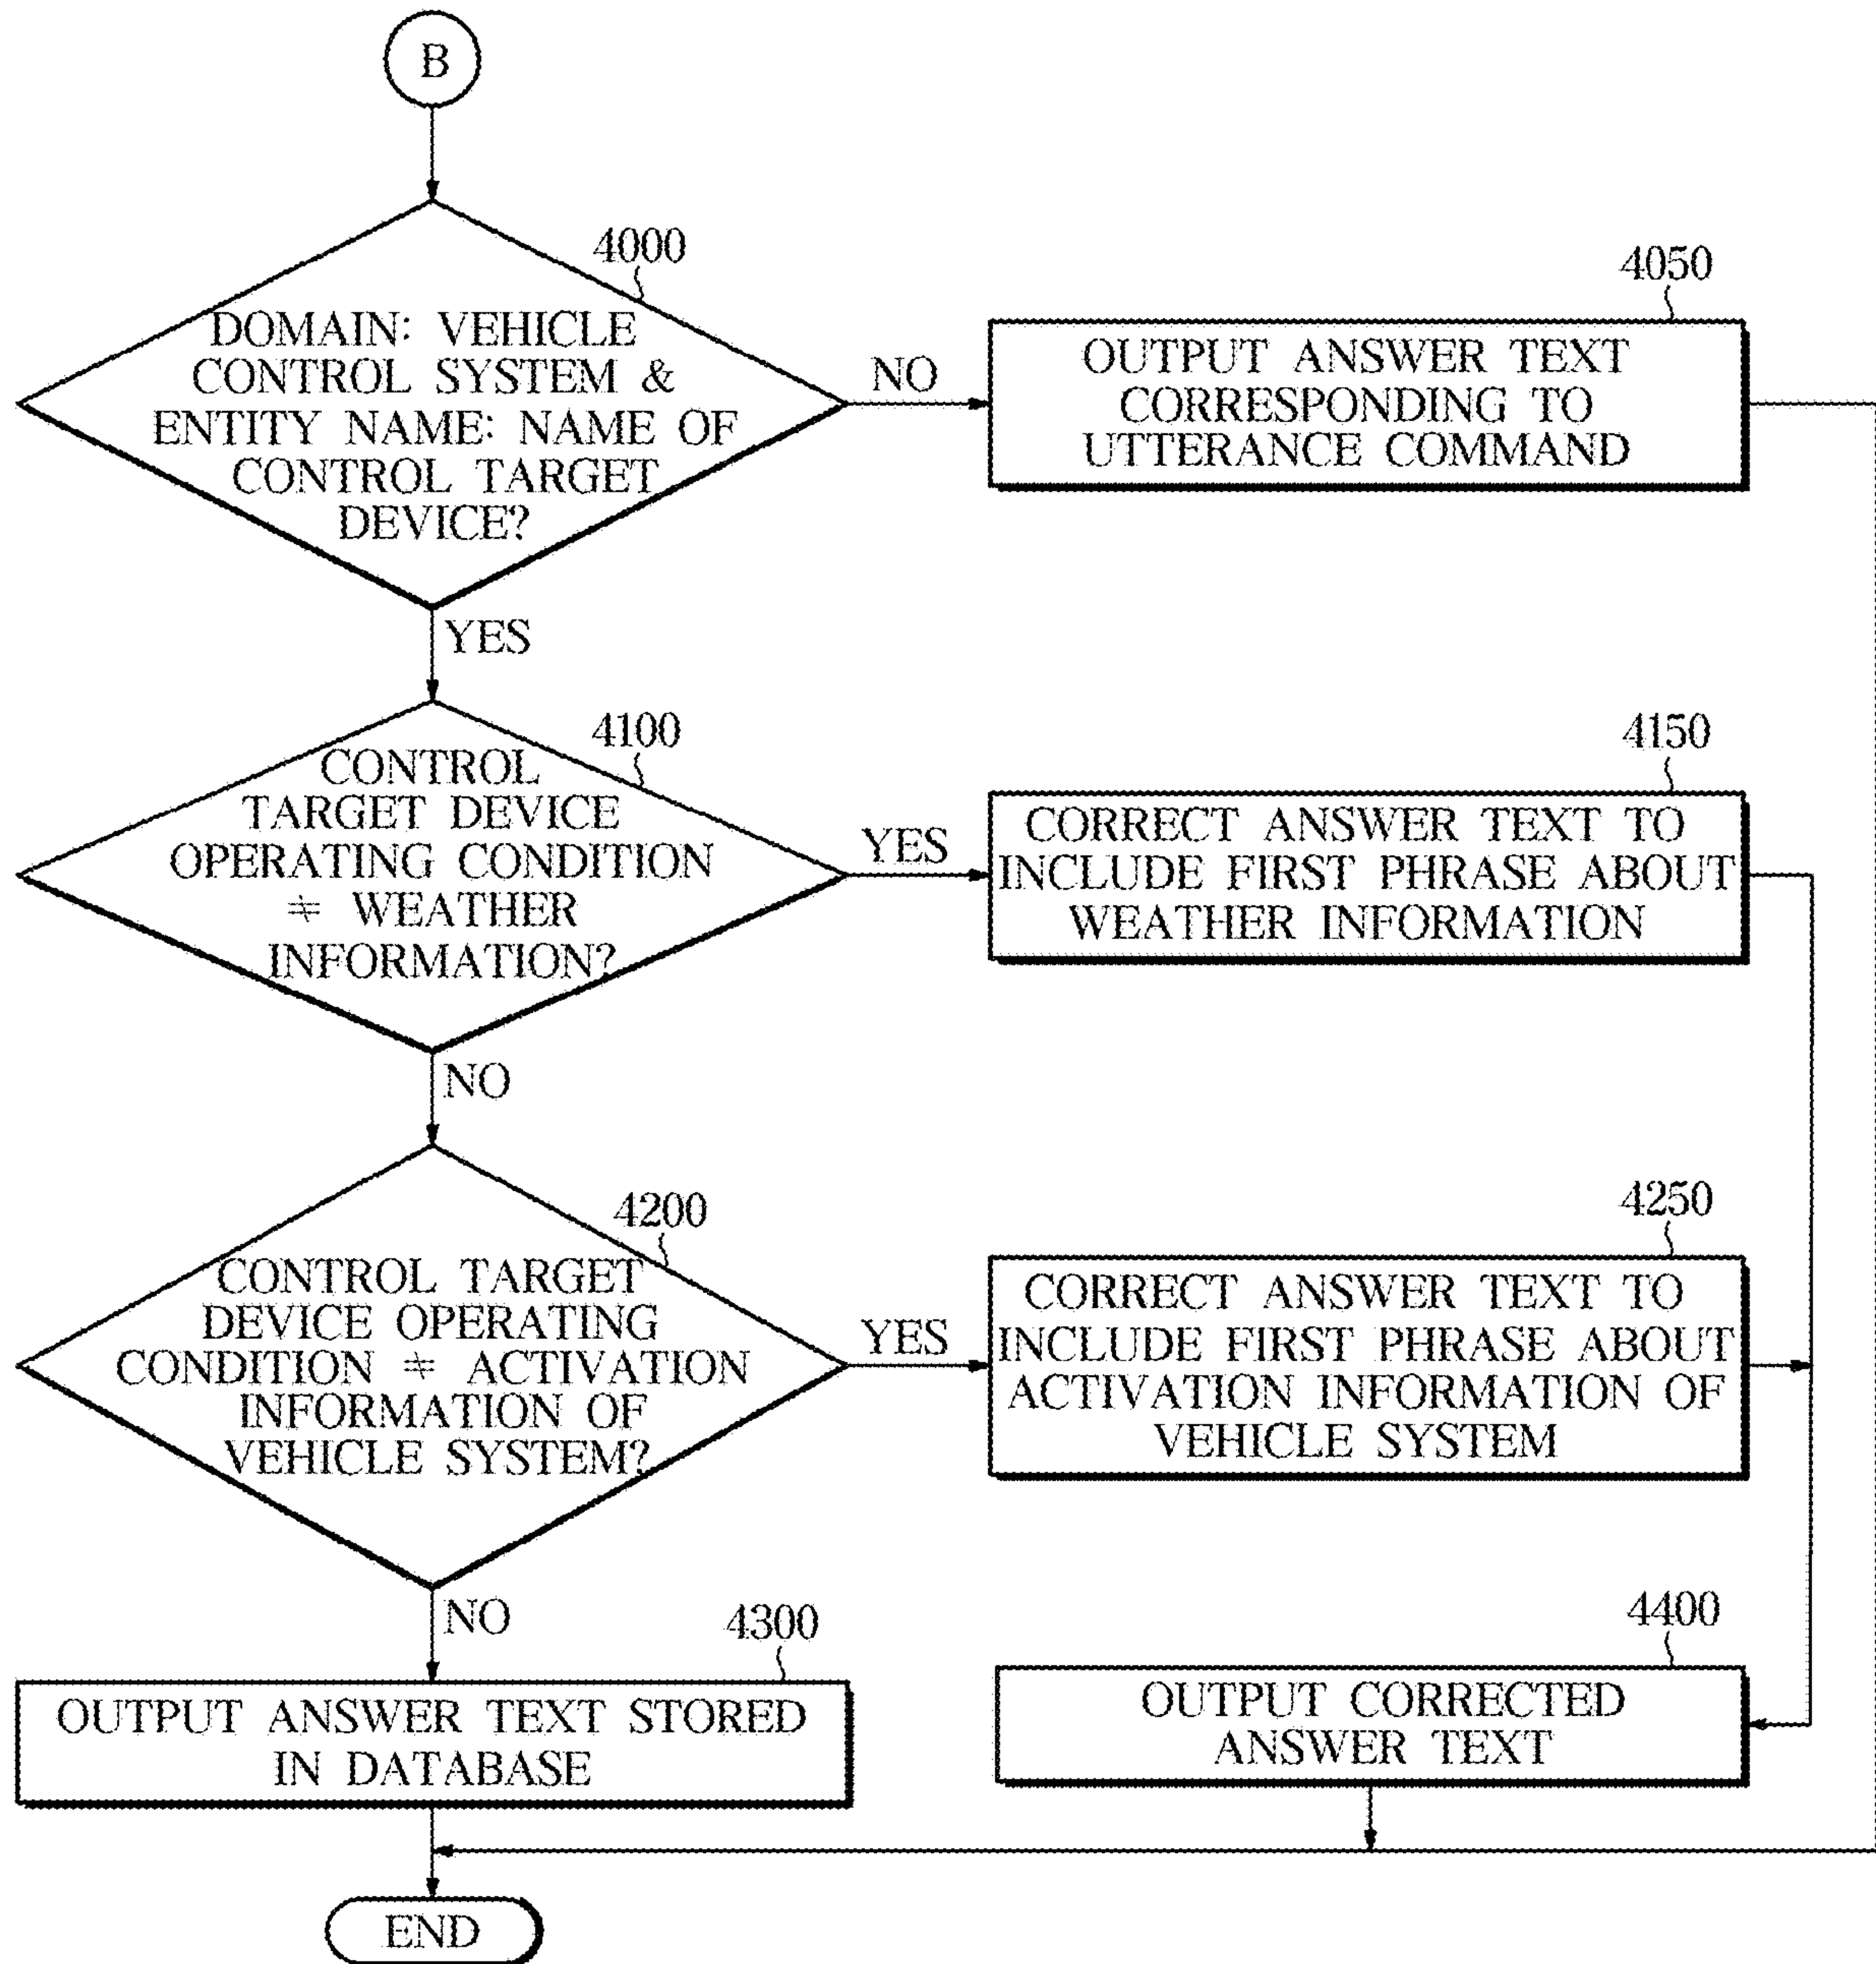 B
4000
DOMAIN: VEHICLE
CONTROL SYSTEM &
ENTITY NAME: NAME OF
CONTROL TARGET
DEVICE?
NO
4050
OUTPUT ANSWER TEXT
CORRESPONDING TO
UTTERANCE COMMAND
YES
4100
CONTROL
TARGET DEVICE
OPERATING CONDITION
≠ WEATHER
INFORMATION?
YES
4150
CORRECT ANSWER TEXT TO
INCLUDE FIRST PHRASE ABOUT
WEATHER INFORMATION
NO
4200
CONTROL TARGET
DEVICE OPERATING
CONDITION ≠ ACTIVATION
INFORMATION OF
VEHICLE SYSTEM?
YES
4250
CORRECT ANSWER TEXT TO
INCLUDE FIRST PHRASE ABOUT
ACTIVATION INFORMATION OF
VEHICLE SYSTEM
NO
4300
OUTPUT ANSWER TEXT STORED
IN DATABASE
4400
OUTPUT CORRECTED
ANSWER TEXT
END